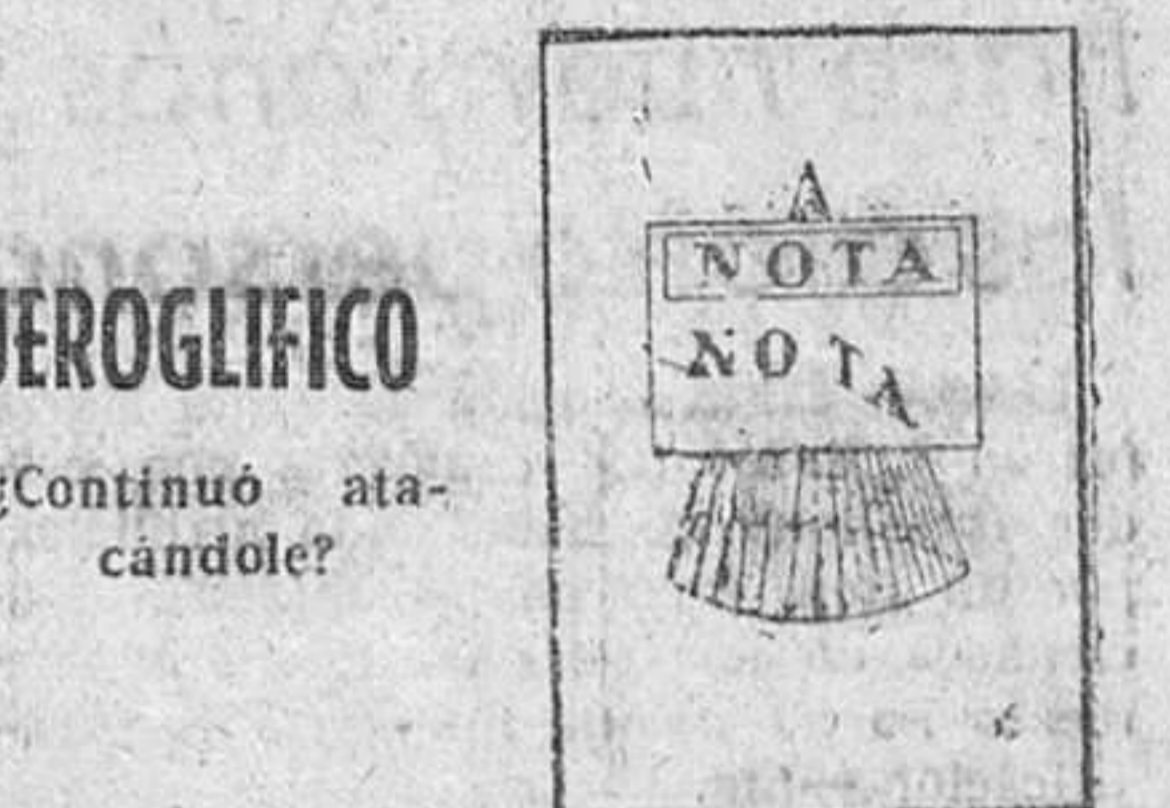 JEROGLIFICO
¿Continuó ata-
cándole?
A
NOTA
NOTA